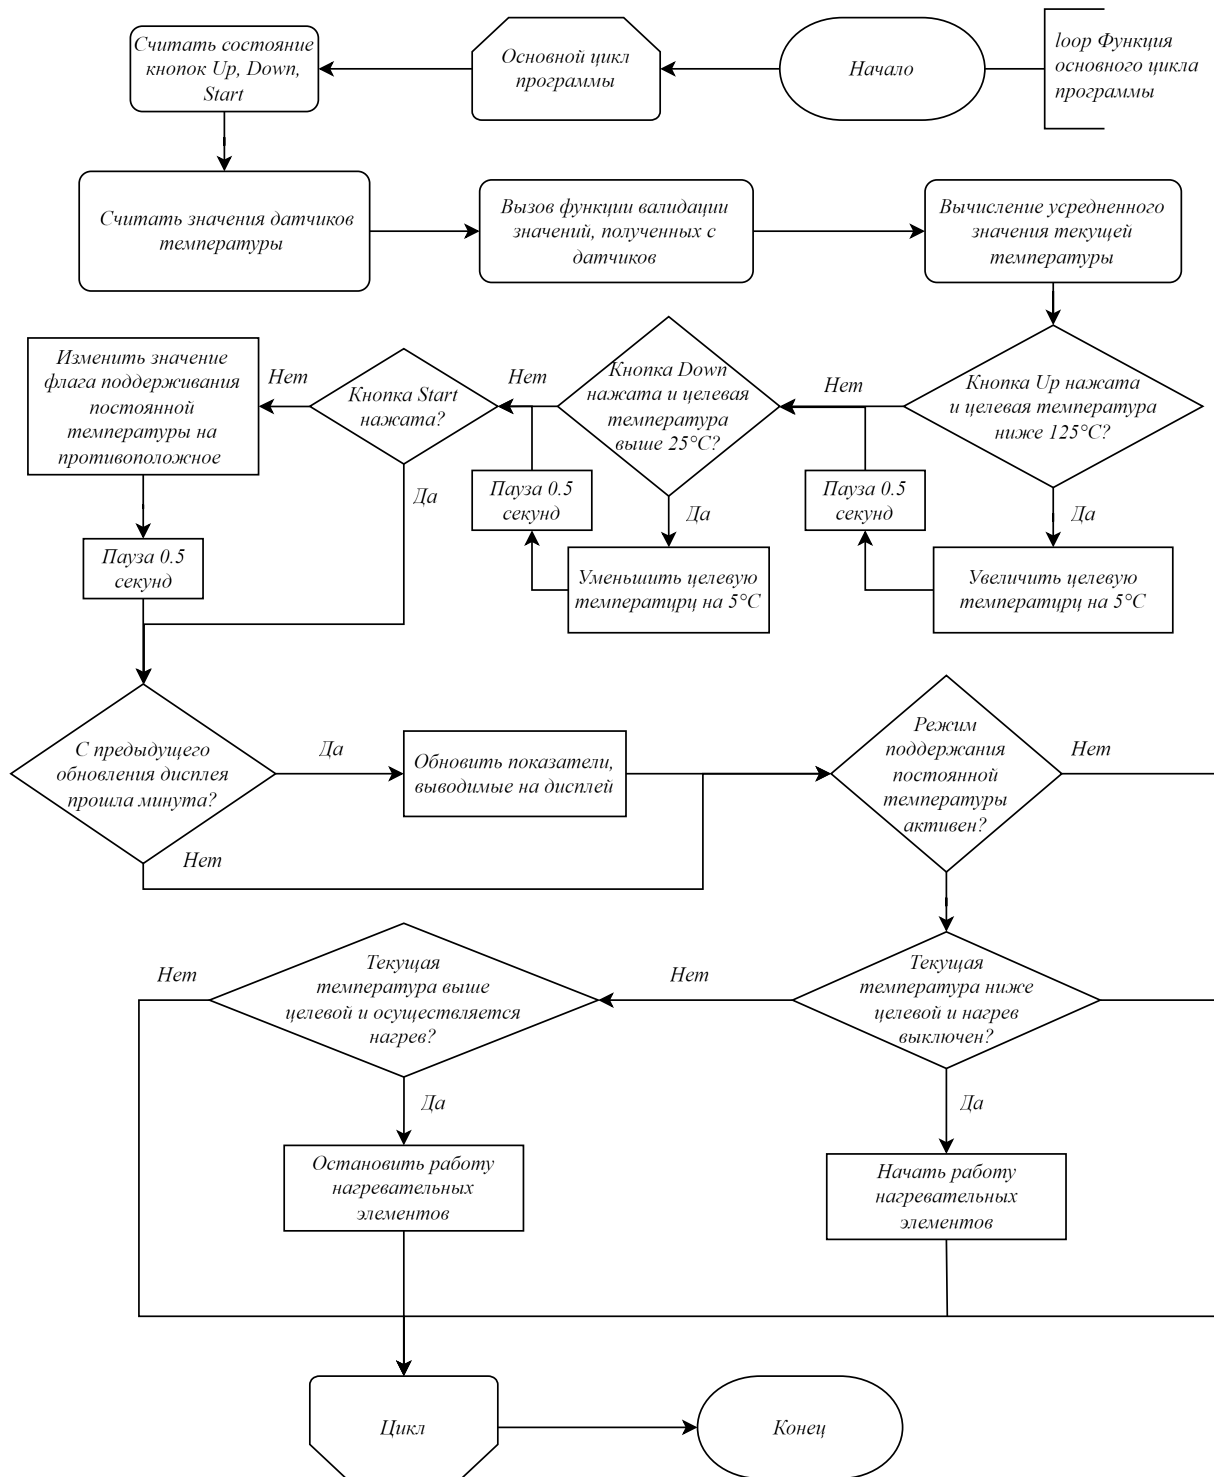 Считать состояние
кнопок Up, Down,
Start
Основной цикл
программы
Начало
loop Функция
основного цикла
программы
Считать значения датчиков
температуры
Вызов функции валидации
значений, полученных с
датчиков
Вычисление усредненного
значения текущей
температуры
Изменить значение
флага поддерживания
постоянной
температуры на
противоположное
Нет
Кнопка Start
нажата?
Нет
Кнопка Down
нажата и целевая
температура
выше 25°C?
Нет
Кнопка Up нажата
и целевая температура
ниже 125°C?
Да
Пауза 0.5
секунд
Да
Пауза 0.5
секунд
Да
Пауза 0.5
секунд
Уменьшить целевую
температирц на 5°C
Увеличить целевую
температирц на 5°C
С предыдущего
обновления дисплея
прошла минута?
Да
Обновить показатели,
выводимые на дисплей
Режим
поддержания
постоянной
температуры
активен?
Нет
Нет
Нет
Текущая
температура выше
целевой и осуществляется
нагрев?
Нет
Текущая
температура ниже
целевой и нагрев
выключен?
Да
Да
Остановить работу
нагревательных
элементов
Начать работу
нагревательных
элементов
Цикл
Конец